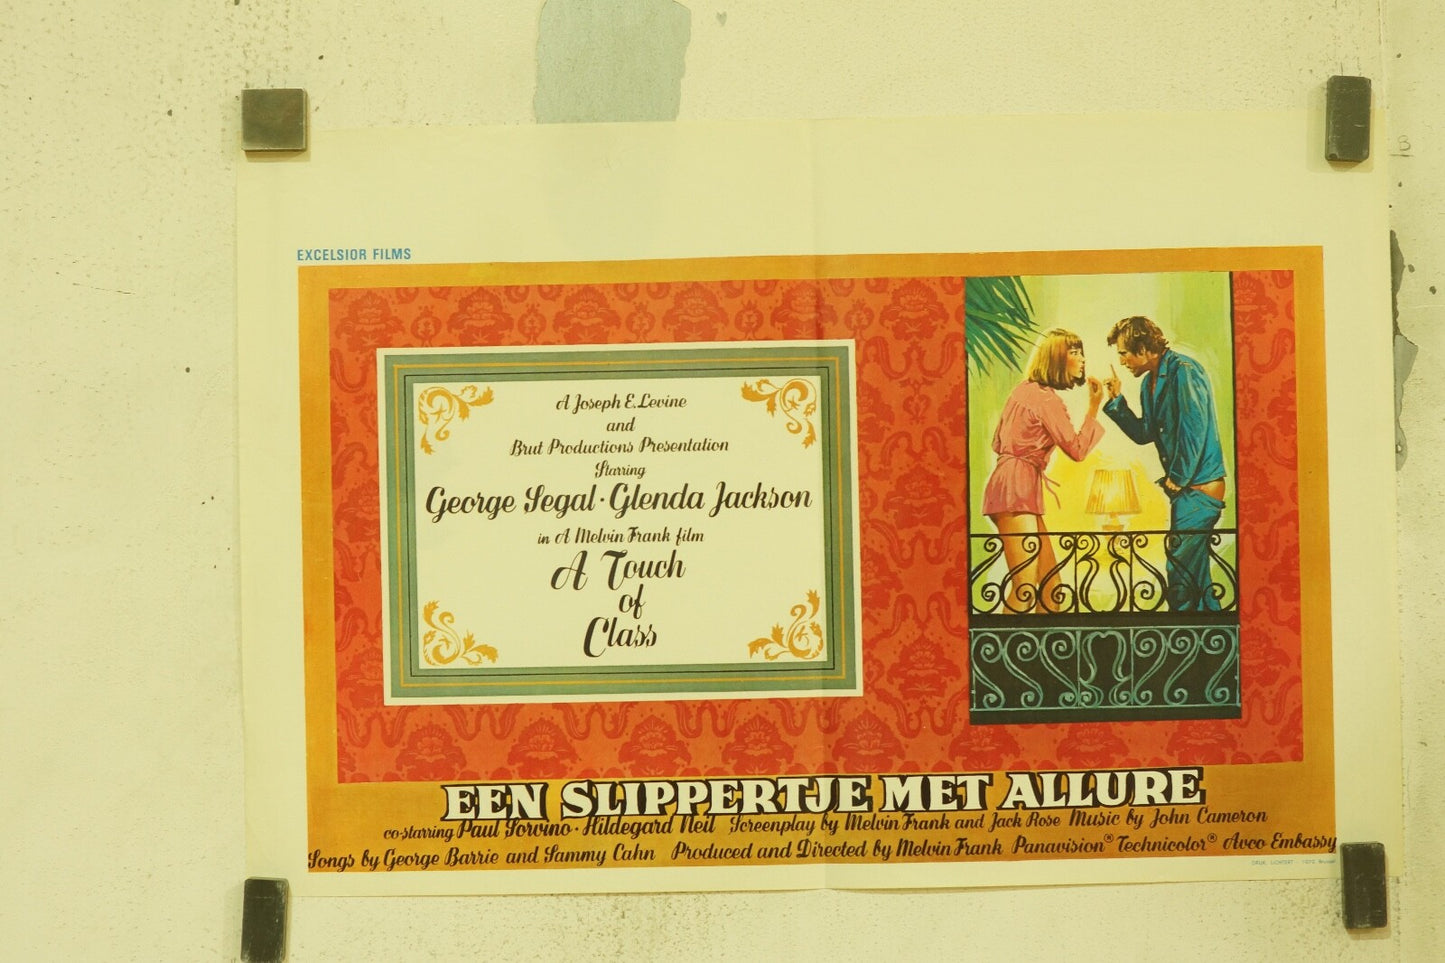 EXCELSIOR FILMS
A Joseph E. Levine
and
Brut Productions Presentation
Starring
George Segal · Glenda Jackson
in A Melvin Frank film
A Touch
of
Class
EEN SLIPPERTJE MET ALLURE
co-starring Paul Sorvino · Hildegard Neil Screenplay by Melvin Frank and Jack Rose Music by John Cameron
Songs by George Barrie and Sammy Cahn Produced and Directed by Melvin Frank Panavision® Technicolor® Avco Embassy
DRUK. LICHTERT - 1070
B